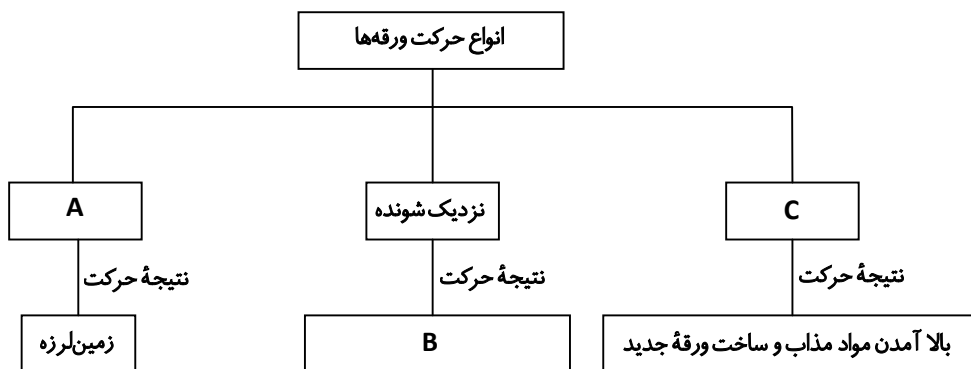 انواع حرکت ورقه‌ها
C
نزدیک شونده
A
نتیجهٔ حرکت
نتیجهٔ حرکت
نتیجهٔ حرکت
بالا آمدن مواد مذاب و ساخت ورقهٔ جدید
B
زمین‌لرزه